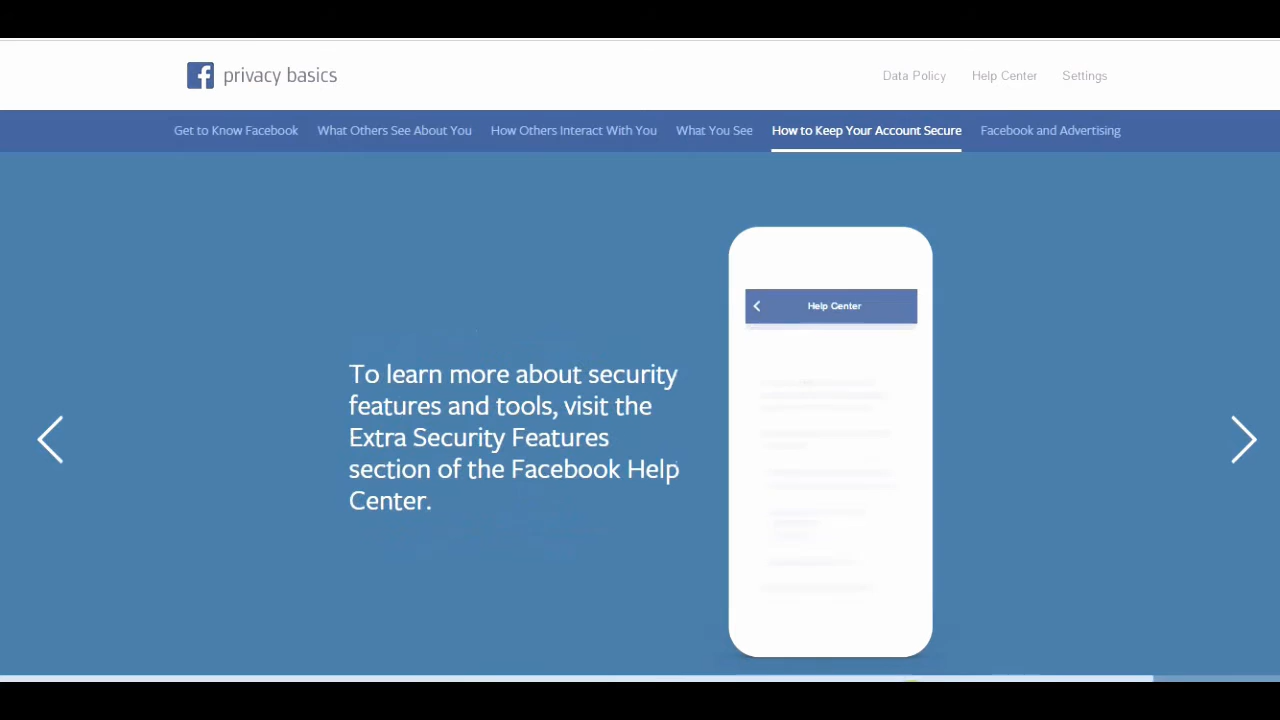 privacy basics
Data Policy Help Center Settings
Get to Know Facebook What Others See About You How Others Interact With You What You See How to Keep Your Account Secure Facebook and Advertising
Help Center
To learn more about security
features and tools, visit the
Extra Security Features
section of the Facebook Help
Center.